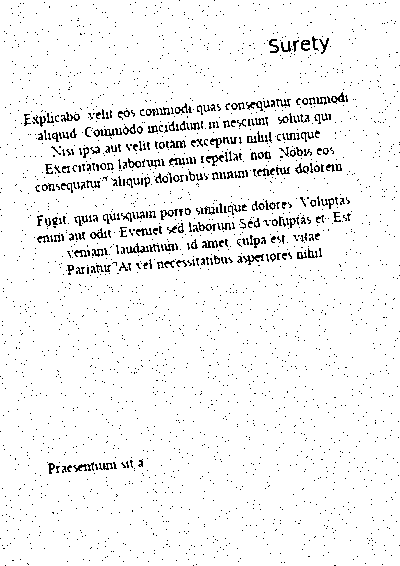 Surety
Explicabo velit eos commodi quas consequatur commodi
aliquid Commodo incididunt in nesciunt soluta qui
Nisi ipsa aut velit totam excepturi nihil cumque
Exercitation laborum enim repellat non Nobis eos
consequatur aliquip doloribus minim tenetur dolorem
Fugit quia quisquam porro similique dolores Voluptas
enim aut odit Eveniet sed laborum Sed voluptas et Est
veniam laudantium id amet culpa est vitae
Pariatur At vel necessitatibus asperiores nihil
Praesentium sit a